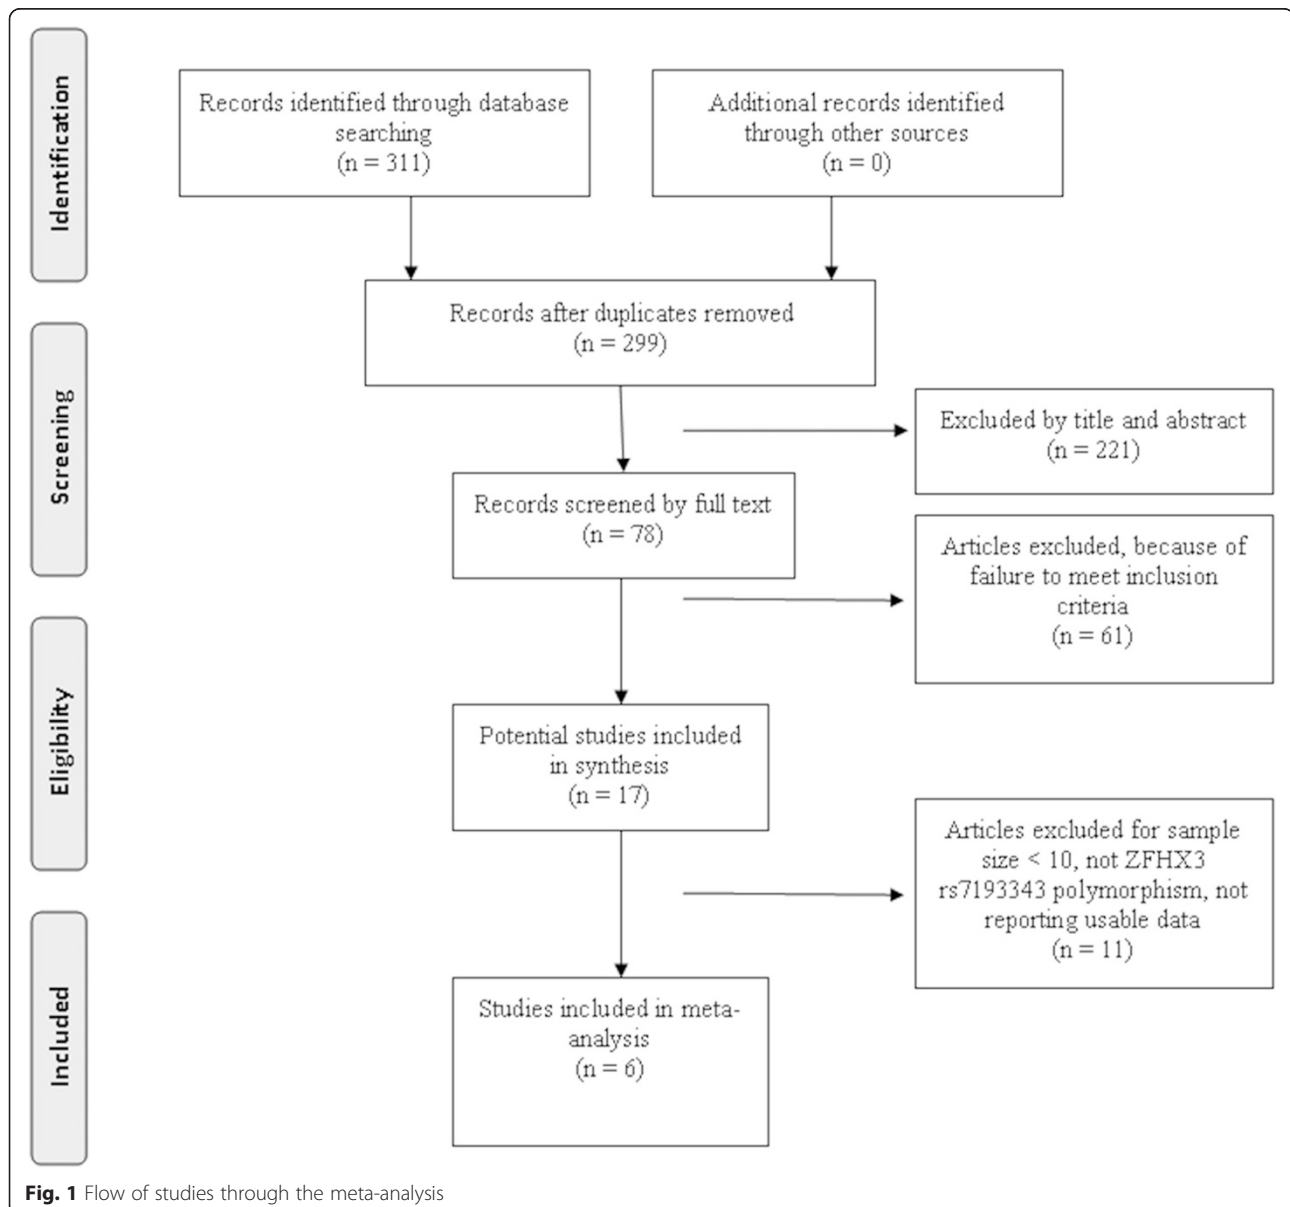 Identification
Records identified through database
searching
(n = 311)
Additional records identified
through other sources
(n = 0)
Records after duplicates removed
(n = 299)
Screening
Excluded by title and abstract
(n = 221)
Records screened by full text
(n = 78)
Articles excluded, because of
failure to meet inclusion
criteria
(n = 61)
Eligibility
Potential studies included
in synthesis
(n = 17)
Articles excluded for sample
size < 10, not ZFHX3
rs7193343 polymorphism, not
reporting usable data
(n = 11)
Included
Studies included in meta-
analysis
(n = 6)
Fig. 1 Flow of studies through the meta-analysis